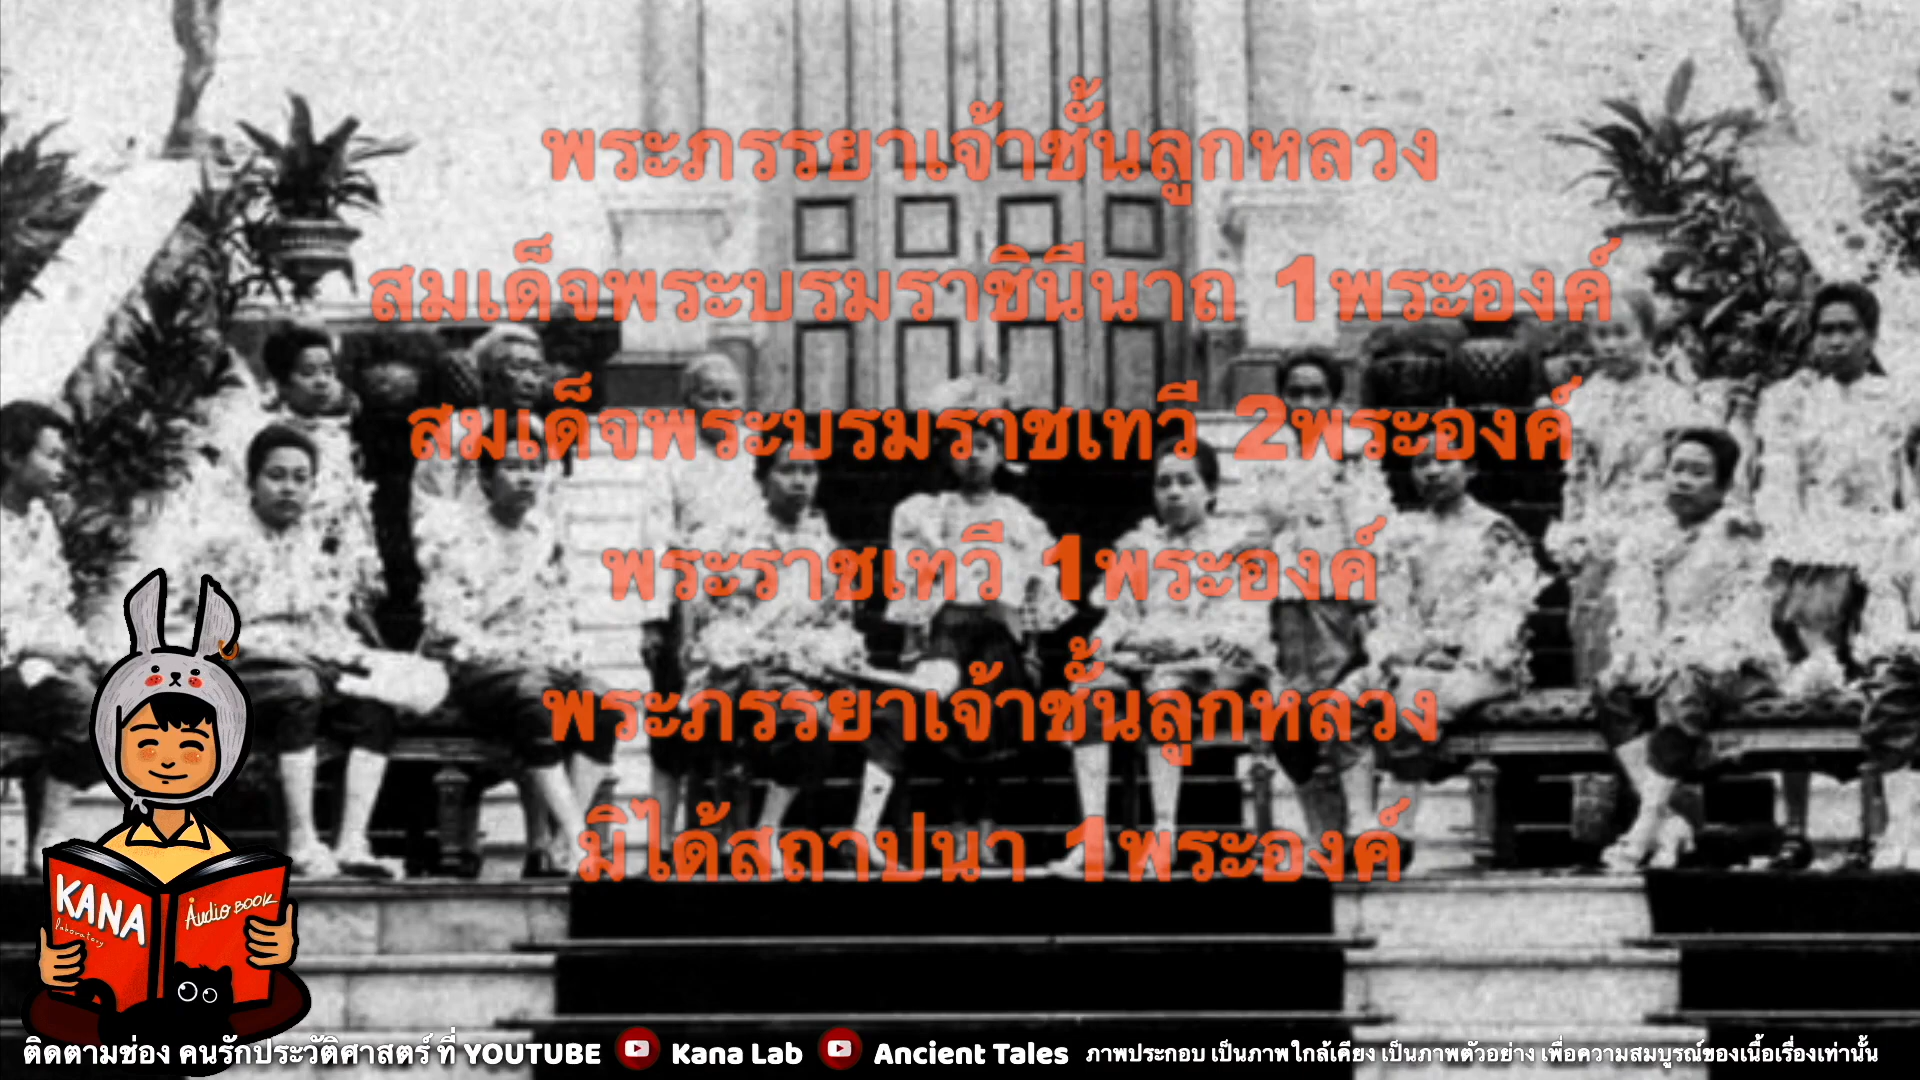 พระภรรยาเจ้าชั้นลูกหลวง
สมเด็จพระบรมราชินีนาถ 1พระองค์
สมเด็จพระบรมราชเทวี 2พระองค์
พระราชเทวี 1พระองค์
พระภรรยาเจ้าชั้นลูกหลวง
มิได้สถาปนา 1พระองค์
KANA
laboratory
Audio BOOK
ติดตามช่อง คนรักประวัติศาสตร์ ที่ YOUTUBE Kana Lab Ancient Tales ภาพประกอบ เป็นภาพใกล้เคียง เป็นภาพตัวอย่าง เพื่อความสมบูรณ์ของเนื้อเรื่องเท่านั้น